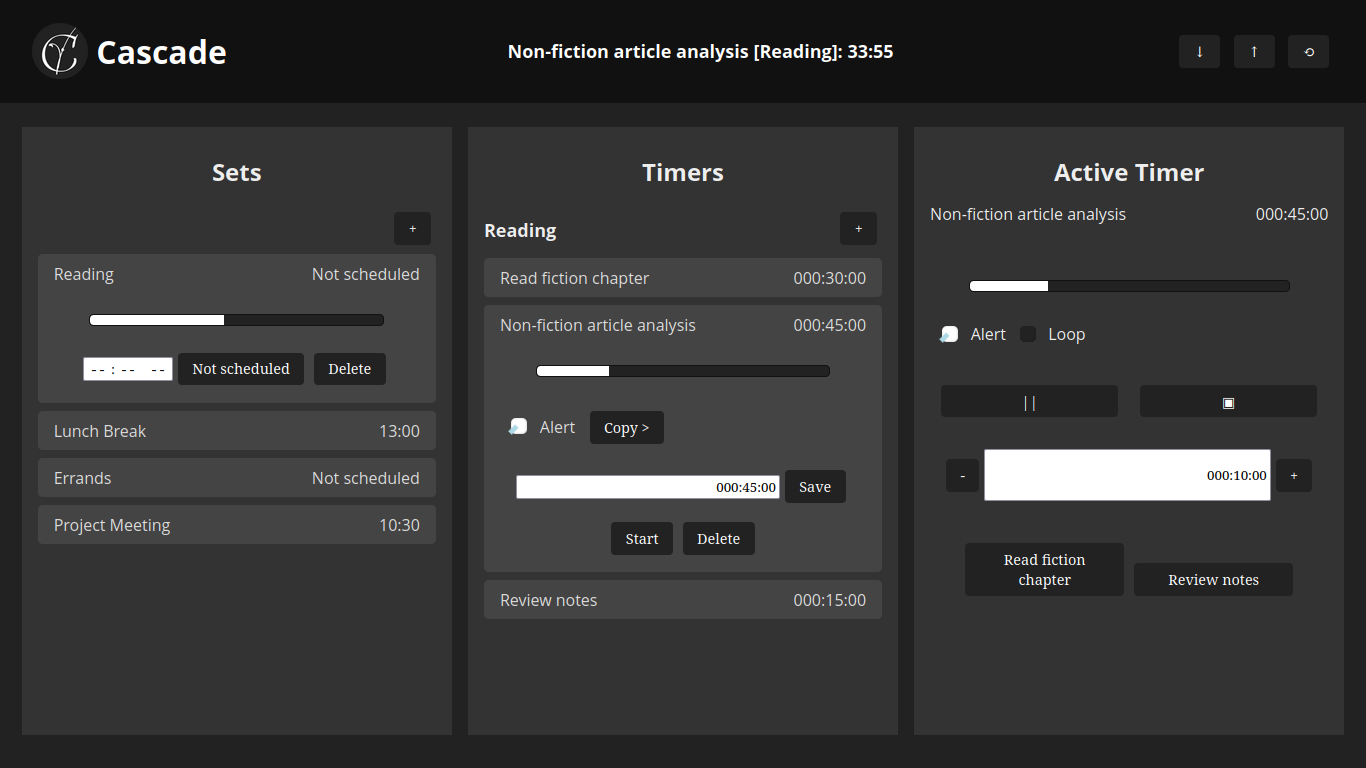 Cascade
Non-fiction article analysis [Reading]: 33:55
↓ ↑ ⟲
Sets
+
Reading Not scheduled
-- : -- -- Not scheduled Delete
Lunch Break 13:00
Errands Not scheduled
Project Meeting 10:30
Timers
Reading +
Read fiction chapter 000:30:00
Non-fiction article analysis 000:45:00
Alert Copy >
000:45:00 Save
Start Delete
Review notes 000:15:00
Active Timer
Non-fiction article analysis 000:45:00
Alert Loop
|| ▣
- 000:10:00 +
Read fiction
chapter
Review notes